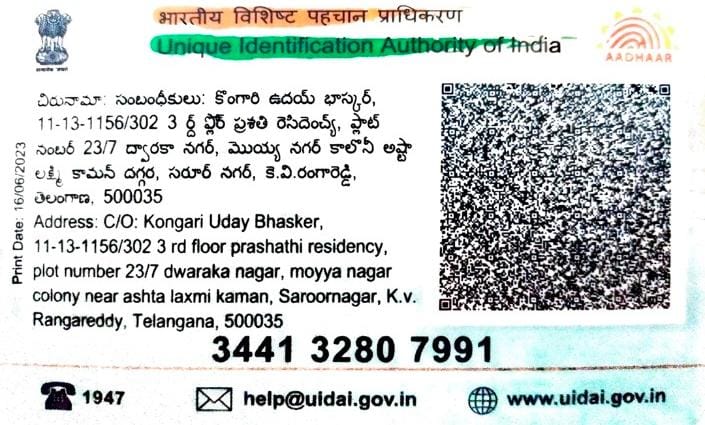 भारतीय विशिष्ट पहचान प्राधिकरण
Unique Identification Authority of India
AADHAAR
Print Date: 16/06/2023
చిరునామా: సంబంధీకులు: కొంగారి ఉదయ్ భాస్కర్,
11-13-1156/302 3 ర్డ్ ఫ్లోర్ ప్రశతి రెసిడెంచ్య్, ప్లాట్
నంబర్ 23/7 ద్వారకా నగర్, మొయ్య నగర్ కాలొనీ అష్టా
లక్ష్మి కామన్ దగ్గర, సరూర్ నగర్, కె.వి.రంగారెడ్డి,
తెలంగాణ, 500035
Address: C/O: Kongari Uday Bhasker,
11-13-1156/302 3 rd floor prashathi residency,
plot number 23/7 dwaraka nagar, moyya nagar
colony near ashta laxmi kaman, Saroornagar, K.v.
Rangareddy, Telangana, 500035
3441 3280 7991
1947 help@uidai.gov.in www.uidai.gov.in